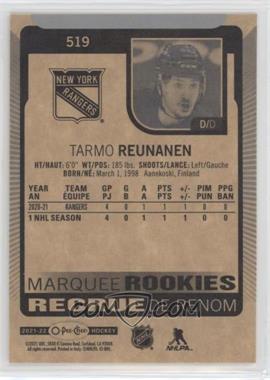 519
NEW YORK
RANGERS
D/D
TARMO REUNANEN
HT/HAUT: 6'0" WT/PDS: 185 lbs. SHOOTS/LANCE: Left/Gauche
BORN/NÉ: March 1, 1998 Aanekoski, Finland
YEAR TEAM GP G A PTS +/- PIM PPG
AN ÉQUIPE PJ B A PTS +/- PUN BAN
2020-21 RANGERS 4 0 1 1 1 0 0
1 NHL SEASON 4 0 1 1 1 0 0
MARQUEE ROOKIES
RECRUE DE RENOM
2021-22 O-Pee-Chee HOCKEY
NHL
NHLPA